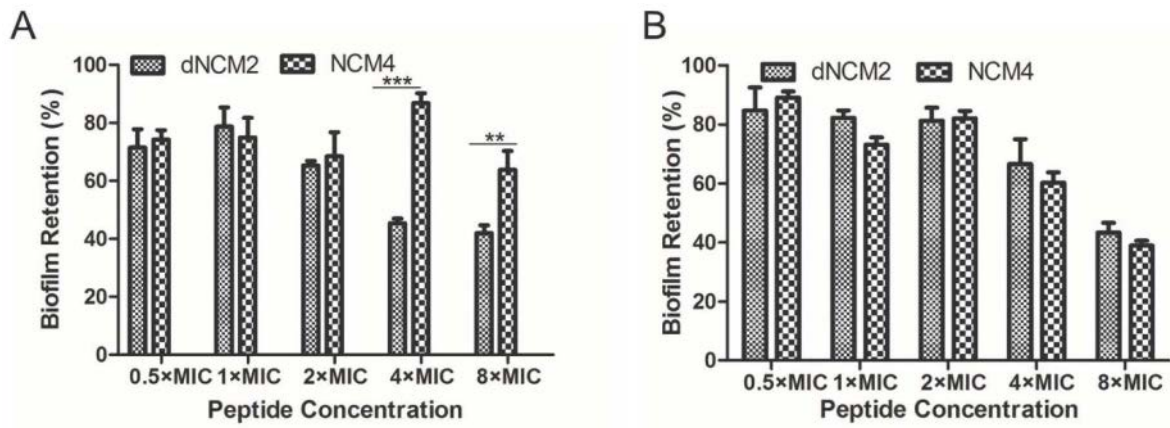 A
dNCM2 NCM4
***
**
Biofilm Retention (%)
100
80
60
40
20
0
0.5×MIC 1×MIC 2×MIC 4×MIC 8×MIC
Peptide Concentration
B
dNCM2 NCM4
Biofilm Retention (%)
100
80
60
40
20
0
0.5×MIC 1×MIC 2×MIC 4×MIC 8×MIC
Peptide Concentration